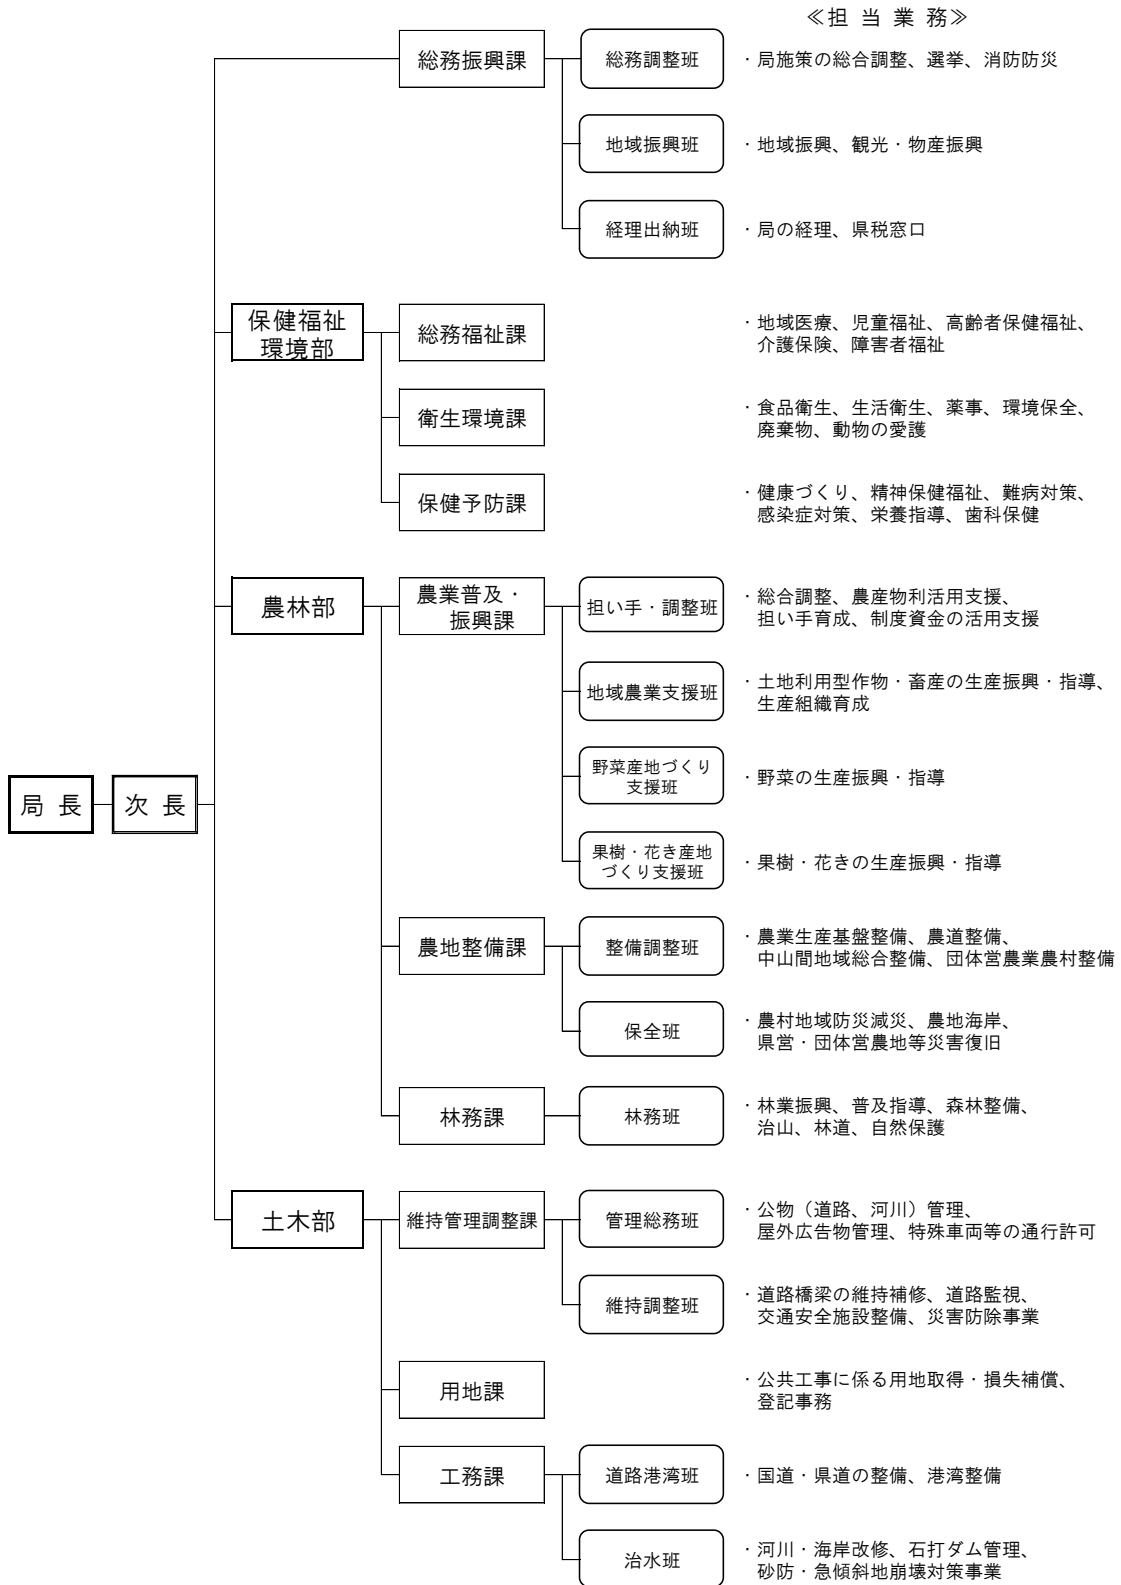 ≪担 当 業 務≫
総務振興課
総務調整班
・局施策の総合調整、選挙、消防防災
地域振興班
・地域振興、観光・物産振興
経理出納班
・局の経理、県税窓口
保健福祉
環境部
総務福祉課
・地域医療、児童福祉、高齢者保健福祉、
介護保険、障害者福祉
衛生環境課
・食品衛生、生活衛生、薬事、環境保全、
廃棄物、動物の愛護
保健予防課
・健康づくり、精神保健福祉、難病対策、
感染症対策、栄養指導、歯科保健
農林部
農業普及・
振興課
担い手・調整班
・総合調整、農産物利活用支援、
担い手育成、制度資金の活用支援
地域農業支援班
・土地利用型作物・畜産の生産振興・指導、
生産組織育成
野菜産地づくり
支援班
・野菜の生産振興・指導
局 長
次 長
果樹・花き産地
づくり支援班
・果樹・花きの生産振興・指導
農地整備課
整備調整班
・農業生産基盤整備、農道整備、
中山間地域総合整備、団体営農業農村整備
保全班
・農村地域防災減災、農地海岸、
県営・団体営農地等災害復旧
林務課
林務班
・林業振興、普及指導、森林整備、
治山、林道、自然保護
土木部
維持管理調整課
管理総務班
・公物（道路、河川）管理、
屋外広告物管理、特殊車両等の通行許可
維持調整班
・道路橋梁の維持補修、道路監視、
交通安全施設整備、災害防除事業
用地課
・公共工事に係る用地取得・損失補償、
登記事務
工務課
道路港湾班
・国道・県道の整備、港湾整備
治水班
・河川・海岸改修、石打ダム管理、
砂防・急傾斜地崩壊対策事業